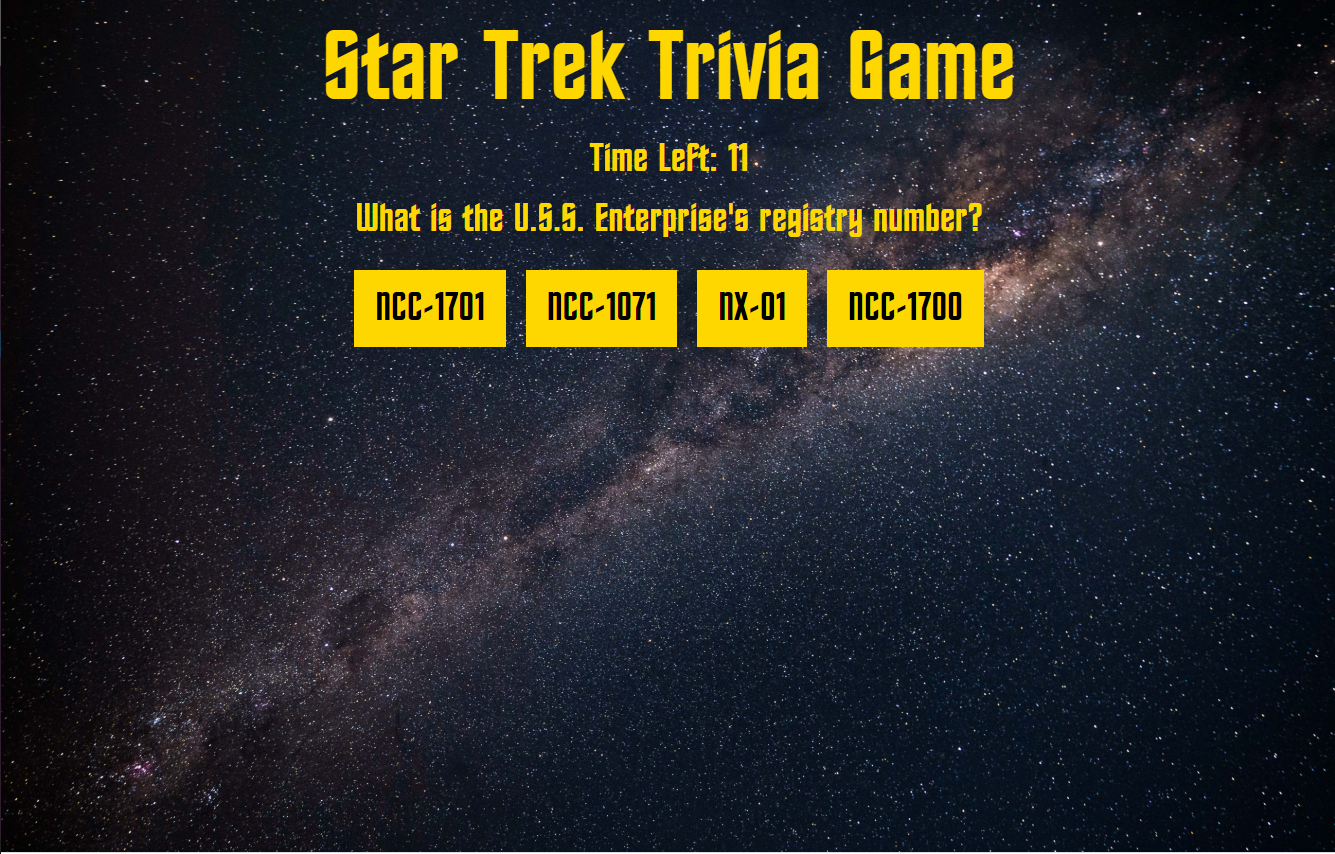 Star Trek Trivia Game
Time Left: 11
What is the U.S.S. Enterprise's registry number?
NCC-1701 NCC-1071 NX-01 NCC-1700